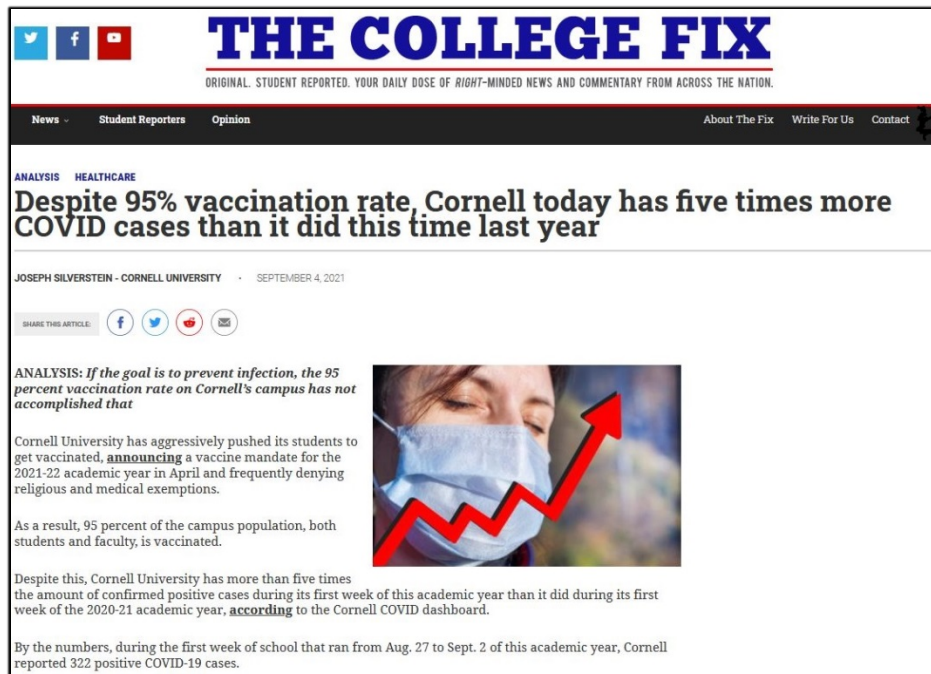 THE COLLEGE FIX
ORIGINAL. STUDENT REPORTED. YOUR DAILY DOSE OF RIGHT-MINDED NEWS AND COMMENTARY FROM ACROSS THE NATION.
News Student Reporters Opinion About The Fix Write For Us Contact
ANALYSIS HEALTHCARE
Despite 95% vaccination rate, Cornell today has five times more
COVID cases than it did this time last year
JOSEPH SILVERSTEIN - CORNELL UNIVERSITY · SEPTEMBER 4, 2021
SHARE THIS ARTICLE:
ANALYSIS: If the goal is to prevent infection, the 95
percent vaccination rate on Cornell's campus has not
accomplished that
Cornell University has aggressively pushed its students to
get vaccinated, announcing a vaccine mandate for the
2021-22 academic year in April and frequently denying
religious and medical exemptions.
As a result, 95 percent of the campus population, both
students and faculty, is vaccinated.
Despite this, Cornell University has more than five times
the amount of confirmed positive cases during its first week of this academic year than it did during its first
week of the 2020-21 academic year, according to the Cornell COVID dashboard.
By the numbers, during the first week of school that ran from Aug. 27 to Sept. 2 of this academic year, Cornell
reported 322 positive COVID-19 cases.